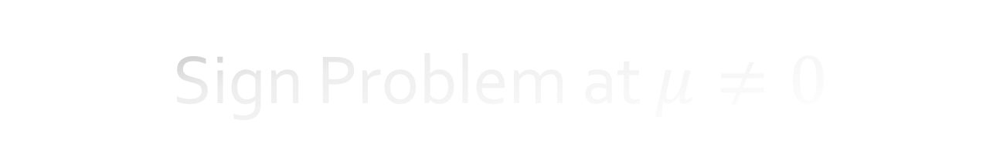 Sign Problem at μ ≠ 0